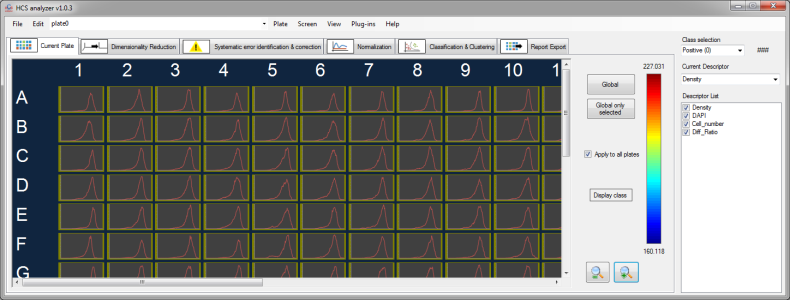 HCS analyzer v1.0.3
File Edit plate0 Plate Screen View Plug-ins Help
Current Plate Dimensionality Reduction Systematic error identification & correction Normalization Classification & Clustering Report Export
1 2 3 4 5 6 7 8 9 10 1
A
B
C
D
E
F
G
Global
Global only
selected
Apply to all plates
Display class
227.031
160.118
Class selection
Positive (0) ###
Current Descriptor
Density
Descriptor List
Density
DAPI
Cell_number
Diff_Ratio